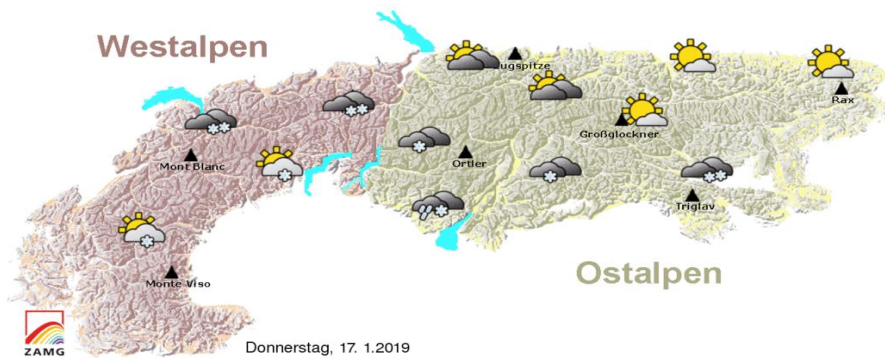 Westalpen
ugspitze
Rax
Großglockner
Mont Blanc
Ortler
Triglav
Ostalpen
Monte Viso
ZAMG
Donnerstag, 17. 1.2019